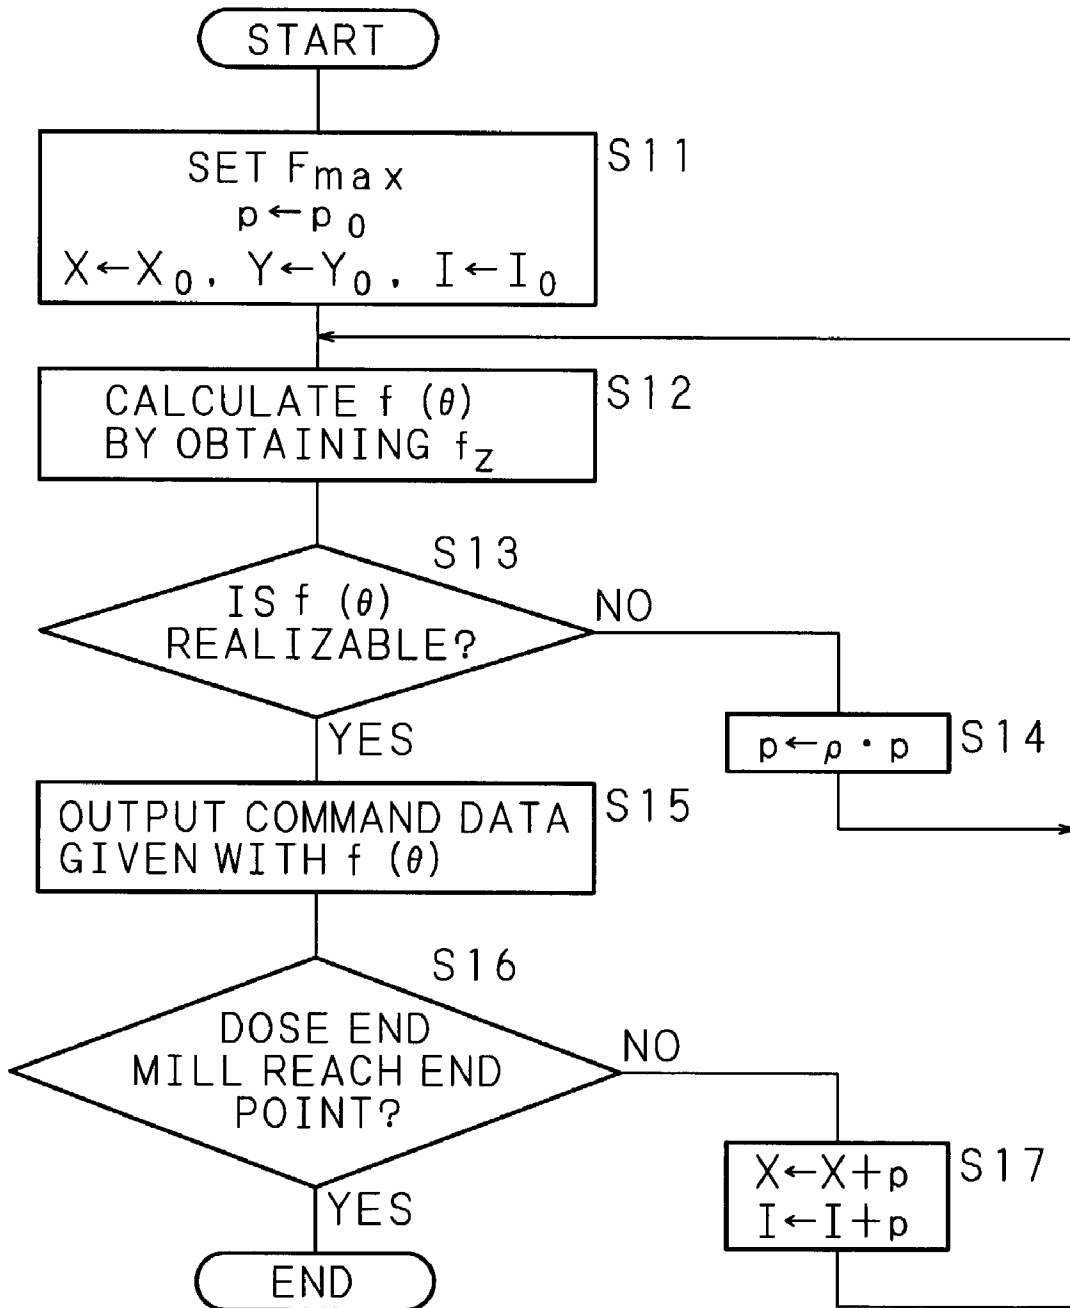 START
S11
SET Fmax
p←p0
X←X0, Y←Y0, I←I0
S12
CALCULATE f (θ)
BY OBTAINING fz
S13
IS f (θ)
REALIZABLE?
NO
YES
p←ρ・p
S14
S15
OUTPUT COMMAND DATA
GIVEN WITH f (θ)
S16
DOSE END
MILL REACH END
POINT?
NO
YES
X←X+p
I←I+p
S17
END